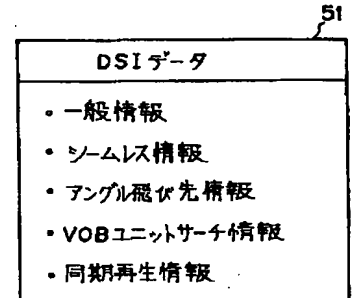 51
DSIデータ
・一般情報
・シームレス情報
・アングル飛び先情報
・VOBユニットサーチ情報
・同期再生情報